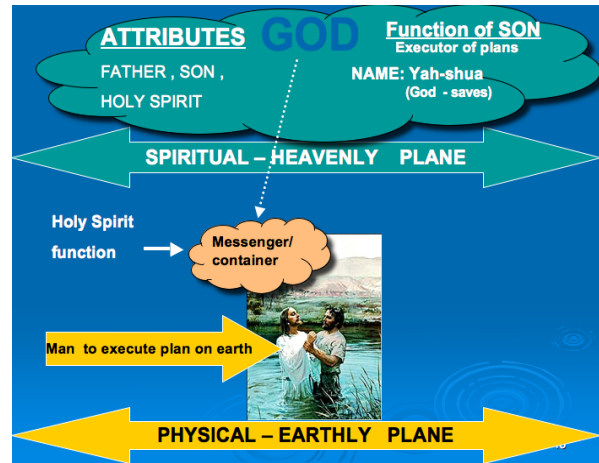 ATTRIBUTES
GOD
Function of SON
Executor of plans
FATHER , SON ,
HOLY SPIRIT
NAME: Yah-shua
(God - saves)
SPIRITUAL – HEAVENLY PLANE
Holy Spirit
function
Messenger/
container
Man to execute plan on earth
PHYSICAL – EARTHLY PLANE